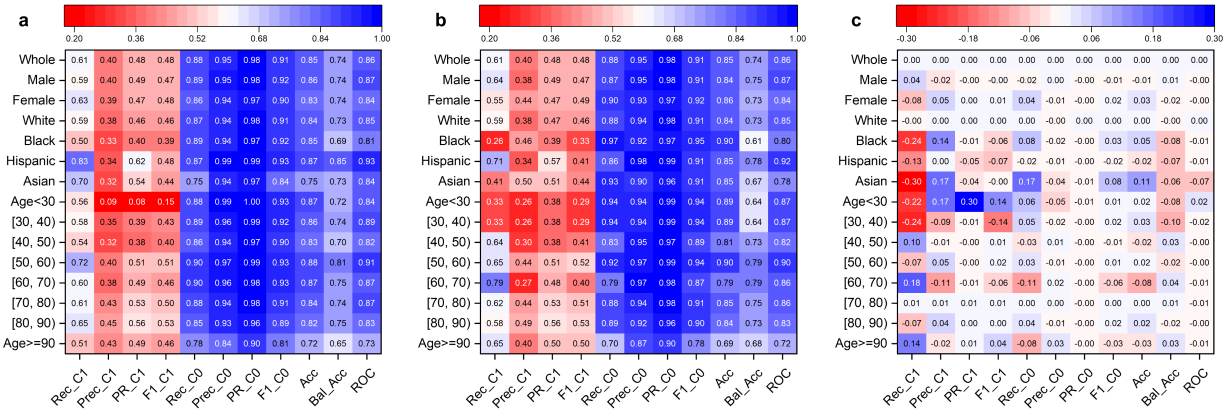 a
0.20 0.36 0.52 0.68 0.84 1.00
Whole 0.61 0.40 0.48 0.48 0.88 0.95 0.98 0.91 0.85 0.74 0.86
Male 0.59 0.40 0.49 0.47 0.89 0.95 0.98 0.92 0.86 0.74 0.87
Female 0.63 0.39 0.47 0.48 0.86 0.94 0.97 0.90 0.83 0.74 0.84
White 0.59 0.38 0.46 0.46 0.88 0.94 0.97 0.91 0.85 0.73 0.85
Black 0.50 0.33 0.40 0.39 0.89 0.94 0.97 0.91 0.85 0.69 0.81
Hispanic 0.83 0.34 0.62 0.48 0.87 0.99 0.99 0.93 0.87 0.85 0.93
Asian 0.70 0.32 0.54 0.44 0.75 0.94 0.97 0.84 0.75 0.73 0.84
Age<30 0.56 0.09 0.08 0.15 0.88 0.99 1.00 0.93 0.87 0.72 0.84
[30, 40) 0.58 0.35 0.39 0.43 0.89 0.96 0.98 0.92 0.86 0.74 0.89
[40, 50) 0.54 0.32 0.38 0.40 0.86 0.94 0.97 0.90 0.83 0.70 0.82
[50, 60) 0.72 0.40 0.51 0.51 0.90 0.97 0.99 0.93 0.88 0.81 0.91
[60, 70) 0.60 0.38 0.49 0.46 0.90 0.96 0.98 0.93 0.87 0.75 0.87
[70, 80) 0.61 0.43 0.53 0.50 0.89 0.94 0.98 0.91 0.84 0.74 0.87
[80, 90) 0.65 0.45 0.56 0.53 0.85 0.93 0.96 0.88 0.82 0.75 0.83
Age>=90 0.51 0.43 0.49 0.46 0.78 0.84 0.90 0.81 0.72 0.65 0.73
Rec_C1 Prec_C1 PR_C1 F1_C1 Rec_C0 Prec_C0 PR_C0 F1_C0 Acc Bal_Acc ROC
b
0.20 0.36 0.52 0.68 0.84 1.00
0.61 0.40 0.48 0.48 0.88 0.95 0.98 0.91 0.85 0.74 0.86
0.64 0.38 0.49 0.47 0.87 0.95 0.98 0.91 0.84 0.75 0.87
0.55 0.44 0.47 0.49 0.90 0.93 0.97 0.92 0.86 0.73 0.84
0.59 0.38 0.47 0.46 0.88 0.94 0.97 0.91 0.85 0.73 0.85
0.26 0.46 0.39 0.33 0.97 0.92 0.97 0.94 0.90 0.61 0.80
0.71 0.34 0.57 0.41 0.87 0.98 0.99 0.91 0.85 0.78 0.92
0.41 0.50 0.51 0.44 0.93 0.90 0.96 0.92 0.86 0.67 0.78
0.33 0.26 0.38 0.29 0.94 0.94 0.99 0.94 0.89 0.64 0.87
0.33 0.26 0.38 0.29 0.94 0.94 0.99 0.94 0.89 0.64 0.87
0.64 0.30 0.38 0.41 0.83 0.95 0.97 0.89 0.81 0.73 0.82
0.65 0.44 0.51 0.52 0.92 0.97 0.99 0.94 0.90 0.79 0.90
0.79 0.27 0.48 0.40 0.79 0.97 0.98 0.87 0.79 0.79 0.86
0.62 0.44 0.53 0.51 0.88 0.94 0.97 0.91 0.85 0.75 0.86
0.58 0.49 0.56 0.53 0.89 0.92 0.96 0.90 0.84 0.73 0.83
0.65 0.40 0.50 0.50 0.70 0.87 0.90 0.78 0.69 0.68 0.72
Rec_C1 Prec_C1 PR_C1 F1_C1 Rec_C0 Prec_C0 PR_C0 F1_C0 Acc Bal_Acc ROC
c
-0.30 -0.18 -0.06 0.06 0.18 0.30
Whole 0.00 0.00 0.00 0.00 0.00 0.00 0.00 0.00 0.00 0.00 0.00
Male 0.04 -0.02 -0.00 -0.00 -0.02 0.00 0.00 -0.00 -0.01 0.01 0.01
Female -0.08 0.05 0.00 0.01 0.04 -0.01 -0.00 0.02 0.03 -0.02 -0.00
White -0.00 0.00 0.00 0.00 0.00 -0.00 0.00 0.00 0.00 -0.00 0.00
Black -0.24 0.14 -0.01 -0.06 0.08 -0.02 -0.00 0.03 0.05 -0.08 -0.01
Hispanic -0.13 0.00 -0.05 -0.07 -0.02 -0.01 -0.00 -0.02 -0.02 -0.07 -0.01
Asian -0.30 0.17 -0.04 -0.00 0.17 -0.04 -0.01 0.08 0.11 -0.06 -0.07
Age<30 -0.22 0.17 0.30 0.14 0.06 -0.05 -0.01 0.01 0.02 -0.08 0.02
[30, 40) -0.24 -0.09 -0.01 -0.14 0.05 -0.02 0.00 0.02 0.03 -0.10 -0.02
[40, 50) 0.10 -0.01 -0.00 0.01 -0.03 0.01 0.00 -0.01 -0.02 0.03 -0.00
[50, 60) -0.07 0.05 -0.00 0.01 0.02 -0.00 -0.00 0.01 0.02 -0.02 -0.00
[60, 70) 0.18 -0.11 -0.01 -0.06 -0.11 0.02 -0.00 -0.06 -0.08 0.04 -0.01
[70, 80) 0.01 0.01 0.00 0.01 0.00 0.00 -0.00 0.00 0.00 0.01 -0.00
[80, 90) -0.07 0.04 0.00 -0.00 0.04 -0.01 -0.00 0.01 0.03 -0.02 -0.00
Age>=90 0.14 -0.02 0.01 0.04 -0.08 0.03 0.00 -0.03 -0.03 0.03 -0.01
Rec_C1 Prec_C1 PR_C1 F1_C1 Rec_C0 Prec_C0 PR_C0 F1_C0 Acc Bal_Acc ROC